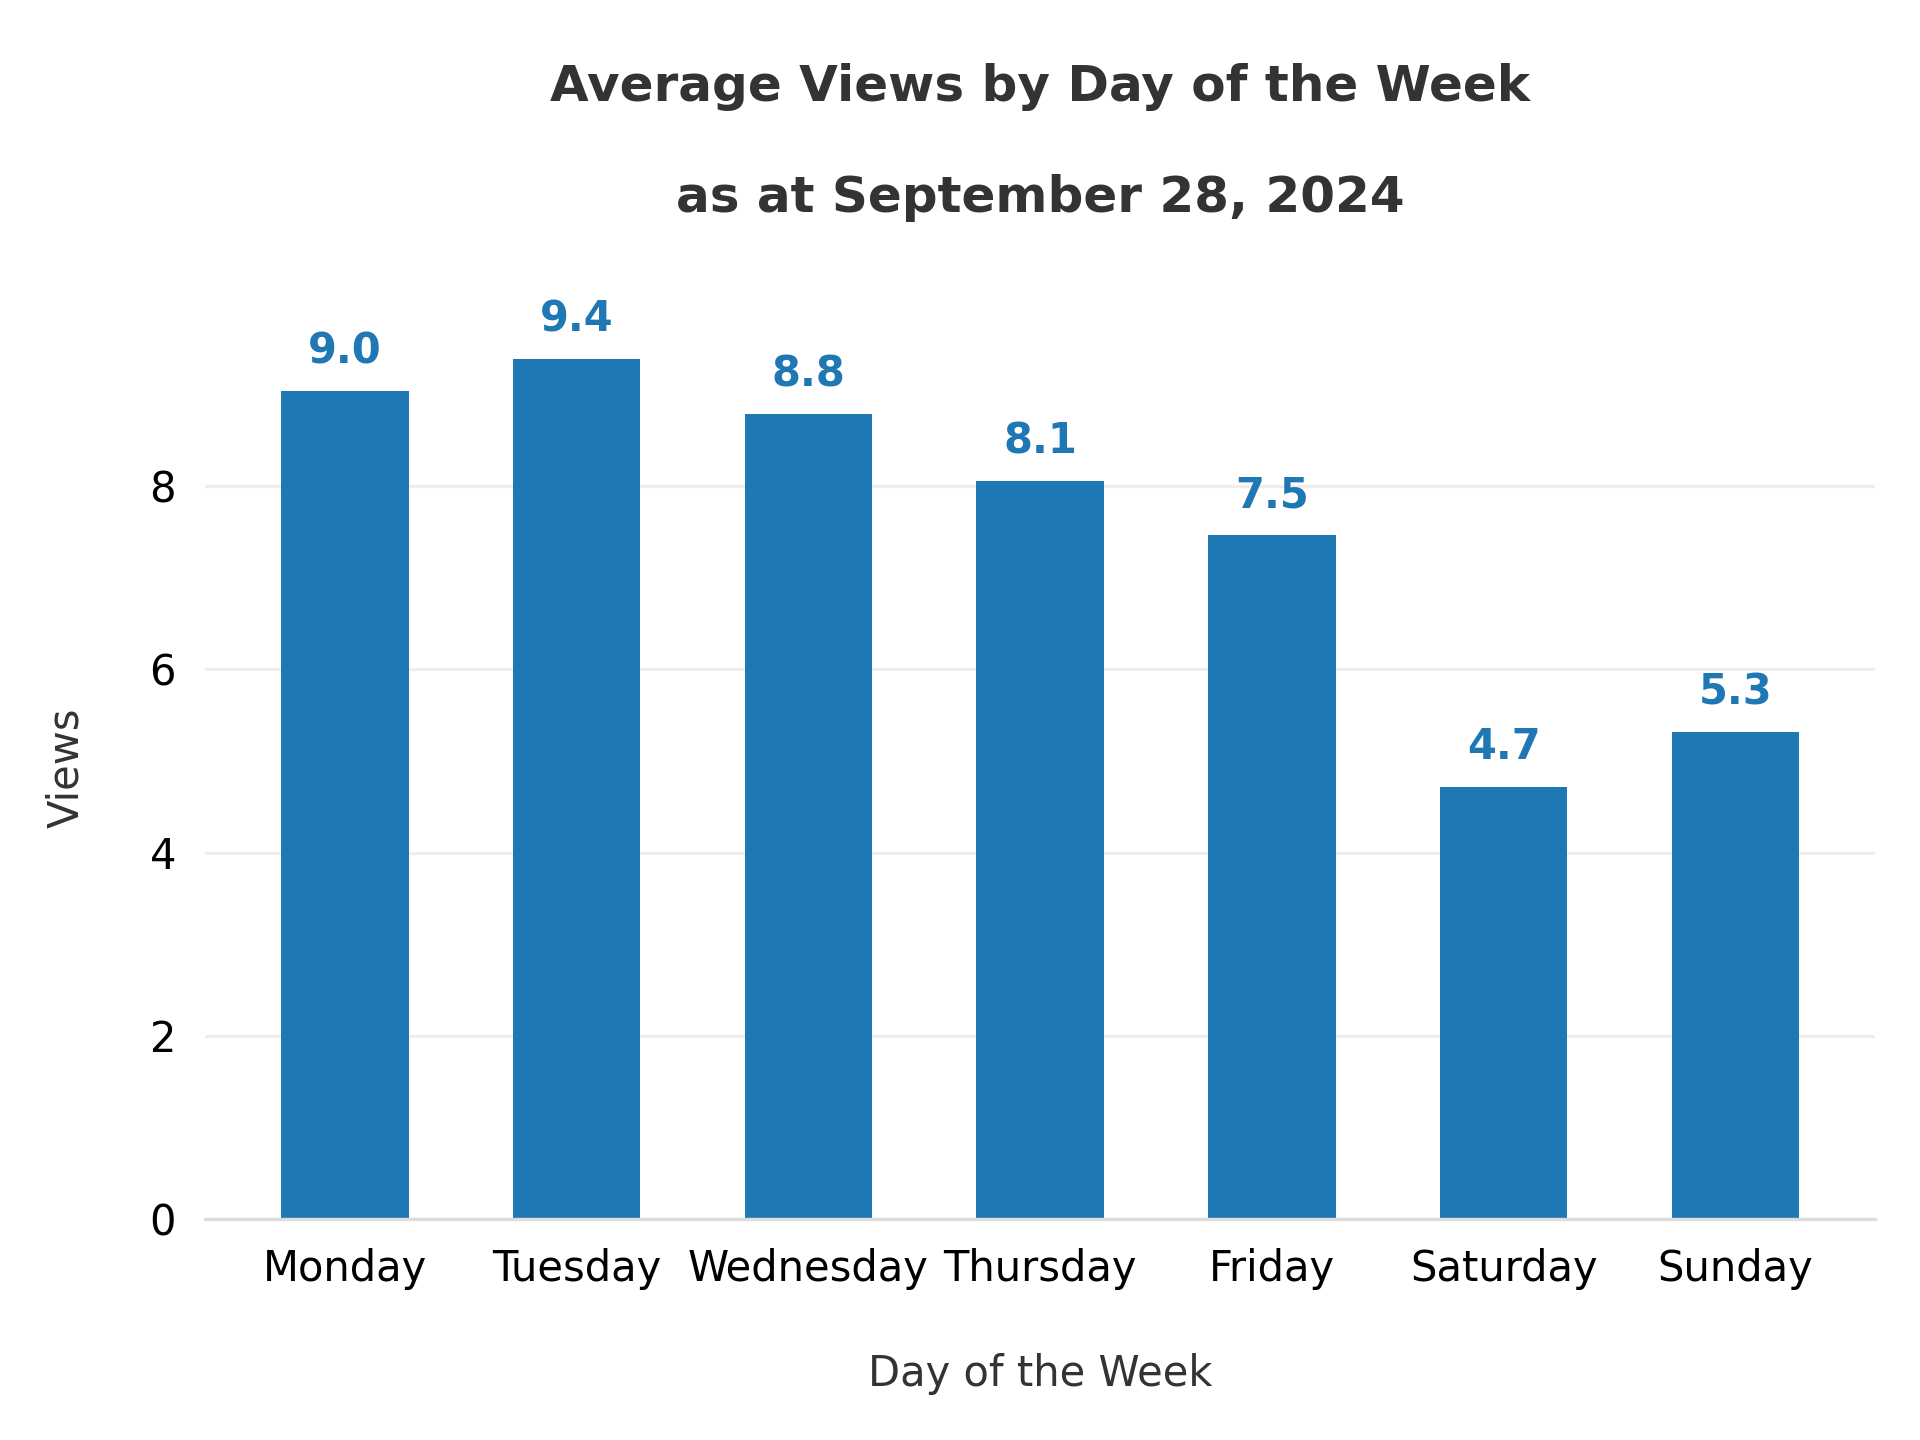 Average Views by Day of the Week
as at September 28, 2024
9.0
9.4
8.8
8.1
7.5
4.7
5.3
8
6
4
2
0
Views
Monday Tuesday Wednesday Thursday Friday Saturday Sunday
Day of the Week